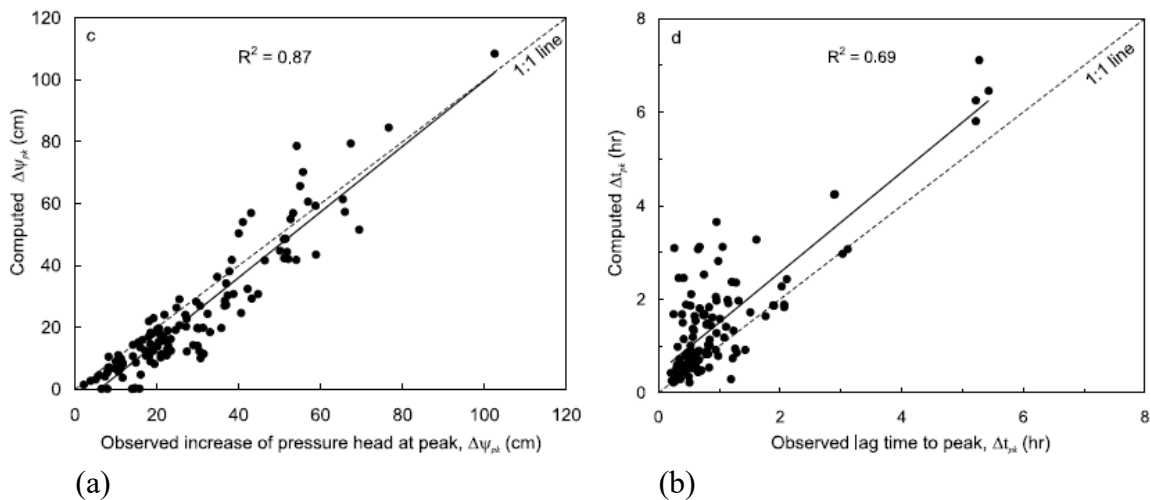 c
R² = 0.87
1:1 line
120
100
80
60
40
20
0
0 20 40 60 80 100 120
Computed Δψpk (cm)
Observed increase of pressure head at peak, Δψpk (cm)
(a)
d
R² = 0.69
1:1 line
8
6
4
2
0
0 2 4 6 8
Computed Δtpk (hr)
Observed lag time to peak, Δtpk (hr)
(b)